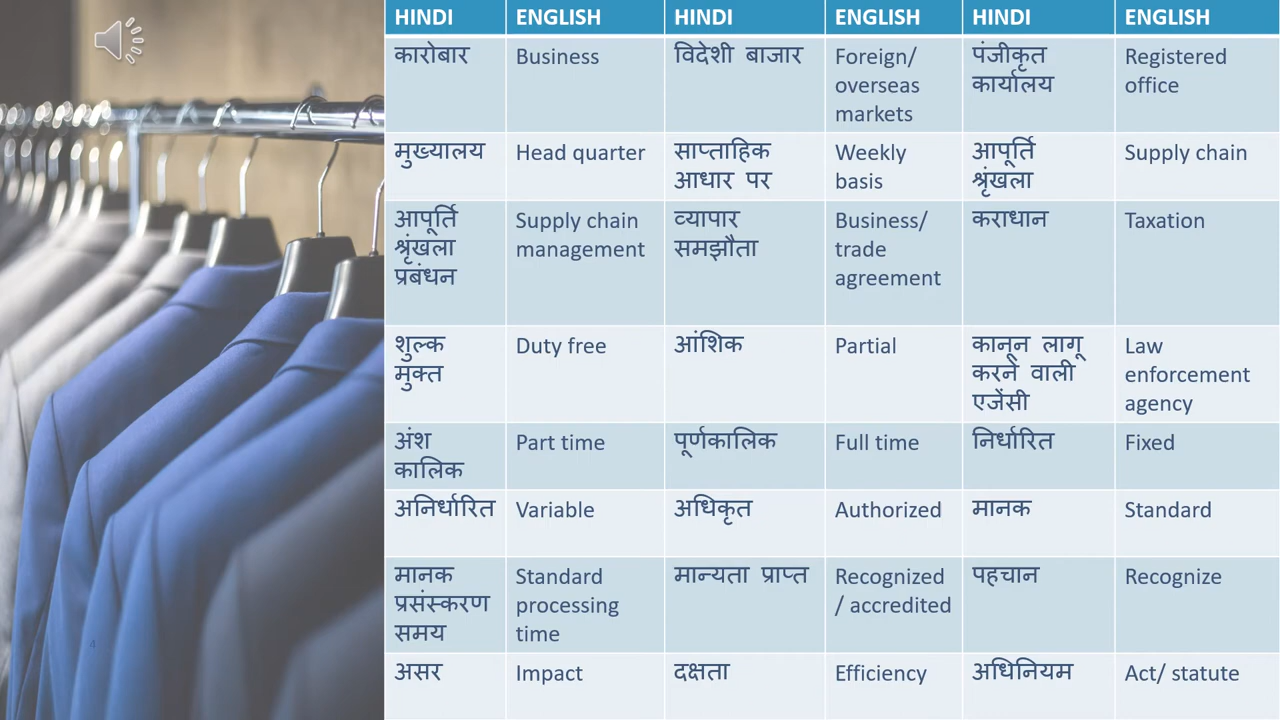 HINDI ENGLISH HINDI ENGLISH HINDI ENGLISH
कारोबार Business विदेशी बाजार Foreign/ पंजीकृत Registered
overseas कार्यालय office
markets
मुख्यालय Head quarter साप्ताहिक Weekly आपूर्ति Supply chain
आधार पर basis श्रृंखला
आपूर्ति Supply chain व्यापार Business/ कराधान Taxation
श्रृंखला management समझौता trade
प्रबंधन agreement
शुल्क Duty free आंशिक Partial कानून लागू Law
मुक्त करने वाली enforcement
एजेंसी agency
अंश Part time पूर्णकालिक Full time निर्धारित Fixed
कालिक
अनिर्धारित Variable अधिकृत Authorized मानक Standard
मानक Standard मान्यता प्राप्त Recognized पहचान Recognize
प्रसंस्करण processing / accredited
समय time
असर Impact दक्षता Efficiency अधिनियम Act/ statute
4